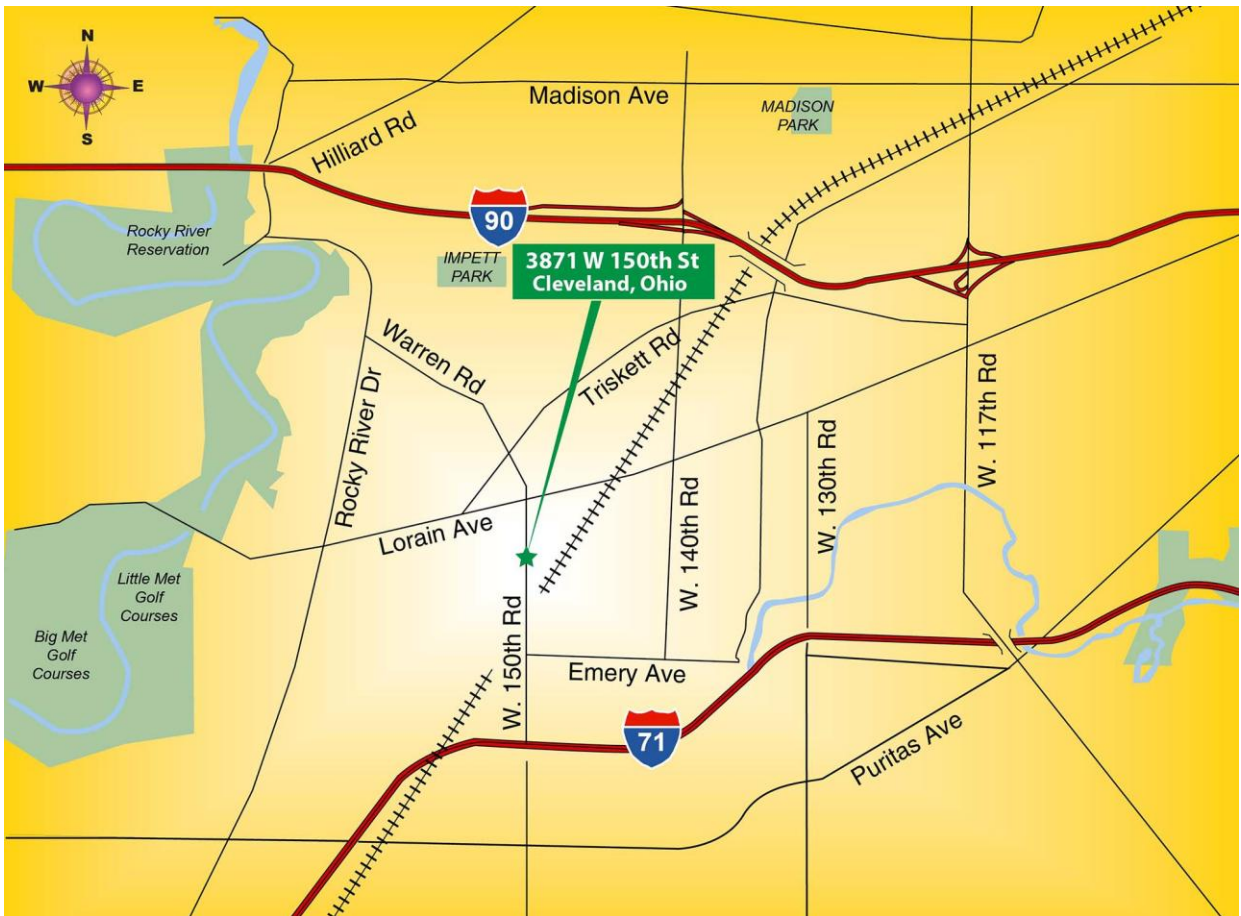 N
W
E
S
Madison Ave
MADISON
PARK
Hilliard Rd
90
Rocky River
Reservation
IMPETT
PARK
3871 W 150th St
Cleveland, Ohio
Warren Rd
Triskett Rd
Rocky River Dr
W. 117th Rd
W. 130th Rd
Lorain Ave
W. 140th Rd
Little Met
Golf
Courses
Big Met
Golf
Courses
W. 150th Rd
Emery Ave
71
Puritas Ave